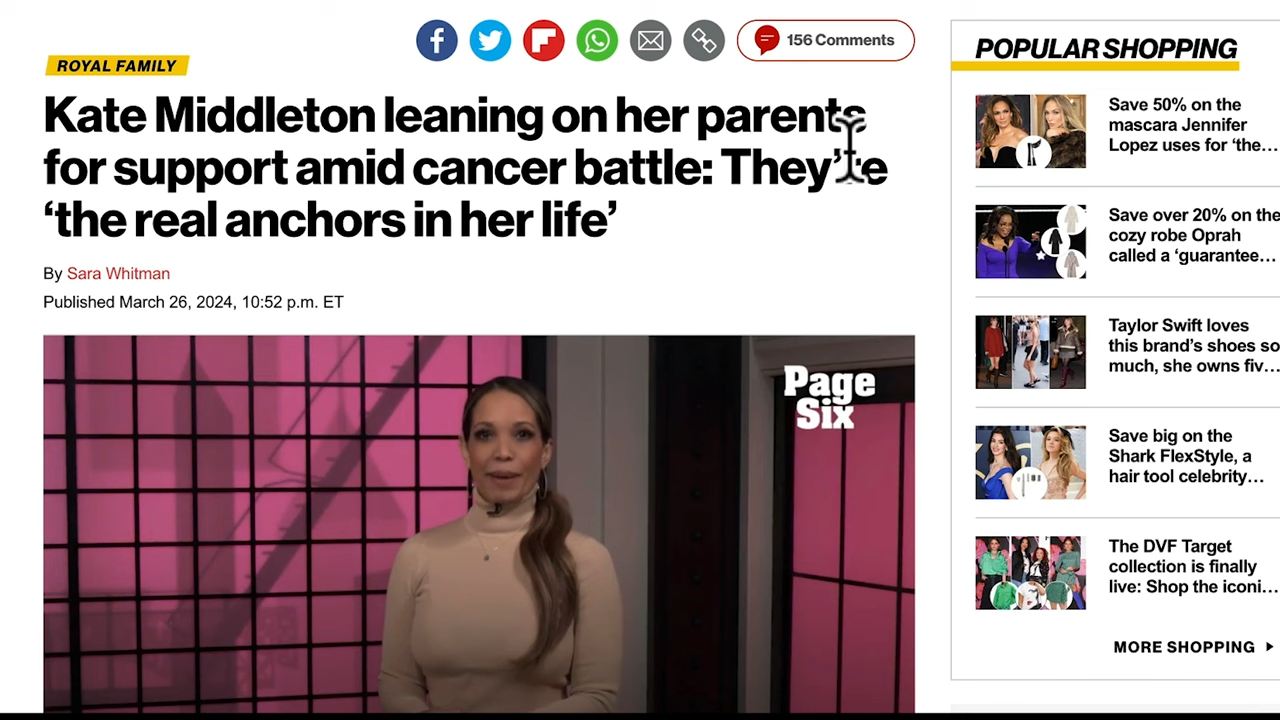 156 Comments
ROYAL FAMILY
Kate Middleton leaning on her parents
for support amid cancer battle: They’re
‘the real anchors in her life’
By Sara Whitman
Published March 26, 2024, 10:52 p.m. ET
Page
Six
POPULAR SHOPPING
Save 50% on the
mascara Jennifer
Lopez uses for ‘the…
Save over 20% on the
cozy robe Oprah
called a ‘guarantee…
Taylor Swift loves
this brand’s shoes so
much, she owns fiv…
Save big on the
Shark FlexStyle, a
hair tool celebrity…
The DVF Target
collection is finally
live: Shop the iconi…
MORE SHOPPING